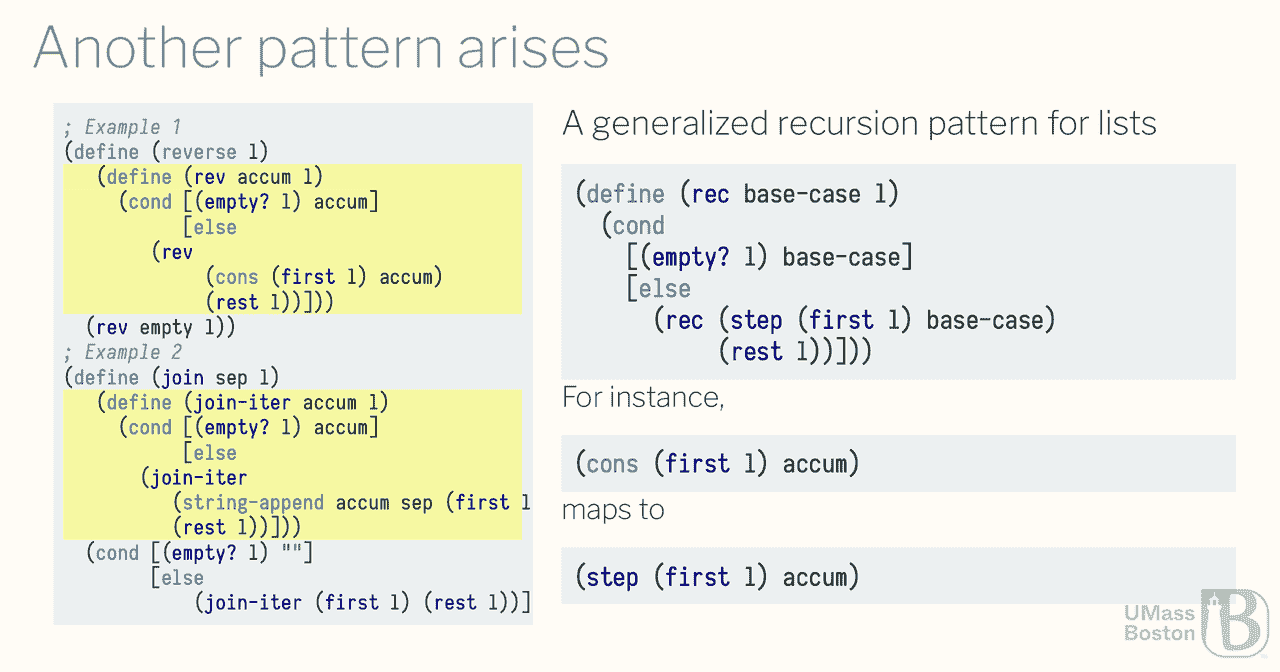 Another pattern arises
; Example 1
(define (reverse l)
(define (rev accum l)
(cond [(empty? l) accum]
[else
(rev
(cons (first l) accum)
(rest l))]))
(rev empty l))
; Example 2
(define (join sep l)
(define (join-iter accum l)
(cond [(empty? l) accum]
[else
(join-iter
(string-append accum sep (first l
(rest l))]))
(cond [(empty? l) ""]
[else
(join-iter (first l) (rest l))]
A generalized recursion pattern for lists
(define (rec base-case l)
(cond
[(empty? l) base-case]
[else
(rec (step (first l) base-case)
(rest l))]))
For instance,
(cons (first l) accum)
maps to
(step (first l) accum)
UMass
Boston
B